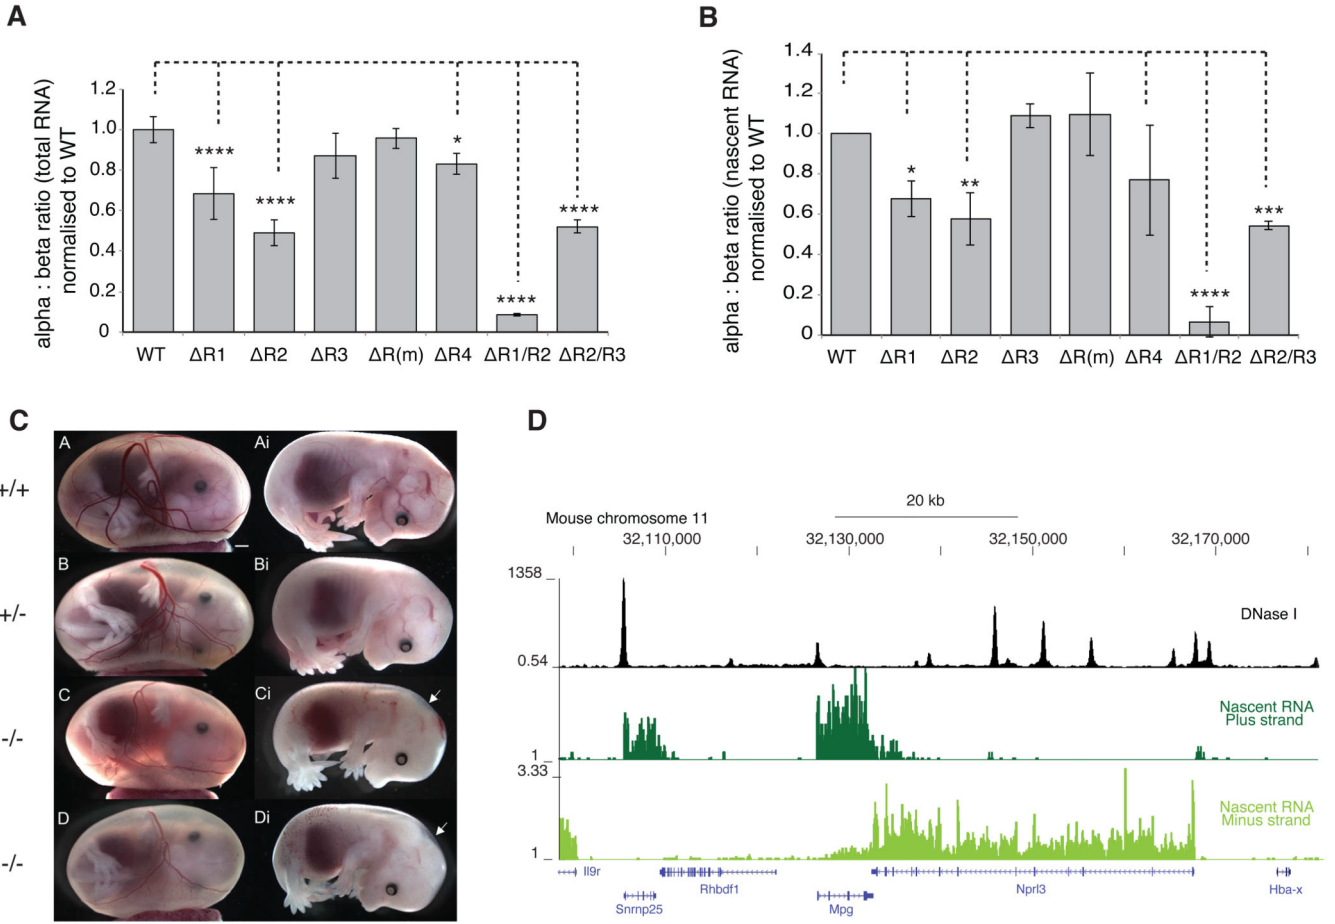 A
alpha : beta ratio (total RNA)
normalised to WT
1.2
1.0
0.8
0.6
0.4
0.2
0
****
****
*
****
****
WT ΔR1 ΔR2 ΔR3 ΔR(m) ΔR4 ΔR1/R2 ΔR2/R3
B
alpha : beta ratio (nascent RNA)
normalised to WT
1.4
1.2
1.0
0.8
0.6
0.4
0.2
0
*
**
****
***
WT ΔR1 ΔR2 ΔR3 ΔR(m) ΔR4 ΔR1/R2 ΔR2/R3
C
+/+
A Ai
+/-
B Bi
-/-
C Ci
-/-
D Di
D
20 kb
Mouse chromosome 11
32,110,000 32,130,000 32,150,000 32,170,000
1358
DNase I
0.54
Nascent RNA
Plus strand
1
3.33
Nascent RNA
Minus strand
1
Il9r
Rhbdf1
Nprl3
Hba-x
Snrnp25
Mpg